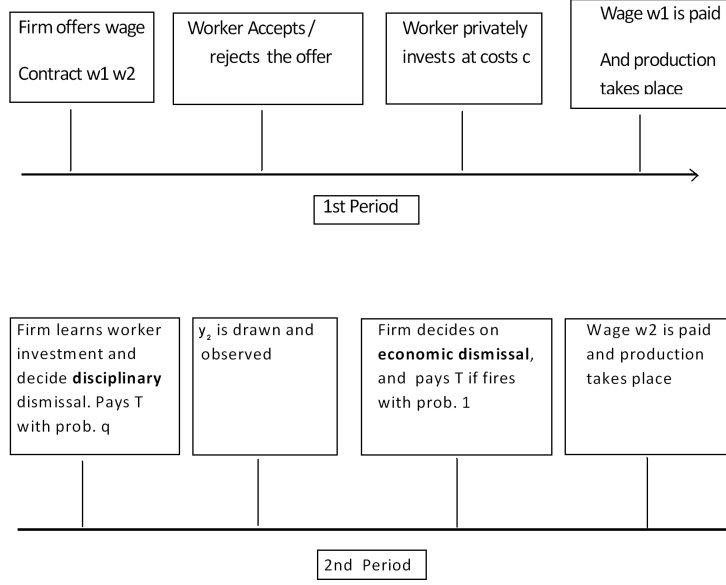 Firm offers wage
Contract w1 w2
Worker Accepts/
rejects the offer
Worker privately
invests at costs c
Wage w1 is paid
And production
takes place
1st Period
Firm learns worker
investment and
decide disciplinary
dismissal. Pays T
with prob. q
y₂ is drawn and
observed
Firm decides on
economic dismissal,
and pays T if fires
with prob. 1
Wage w2 is paid
and production
takes place
2nd Period